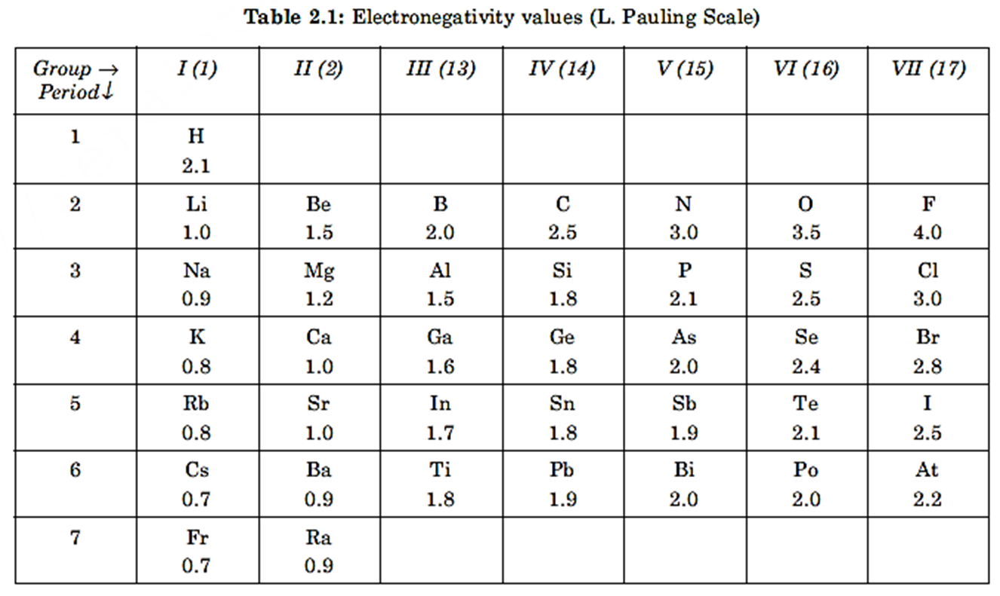 Table 2.1: Electronegativity values (L. Pauling Scale)
Group → I (1) II (2) III (13) IV (14) V (15) VI (16) VII (17)
Period↓
1 H
2.1
2 Li Be B C N O F
1.0 1.5 2.0 2.5 3.0 3.5 4.0
3 Na Mg Al Si P S Cl
0.9 1.2 1.5 1.8 2.1 2.5 3.0
4 K Ca Ga Ge As Se Br
0.8 1.0 1.6 1.8 2.0 2.4 2.8
5 Rb Sr In Sn Sb Te I
0.8 1.0 1.7 1.8 1.9 2.1 2.5
6 Cs Ba Ti Pb Bi Po At
0.7 0.9 1.8 1.9 2.0 2.0 2.2
7 Fr Ra
0.7 0.9